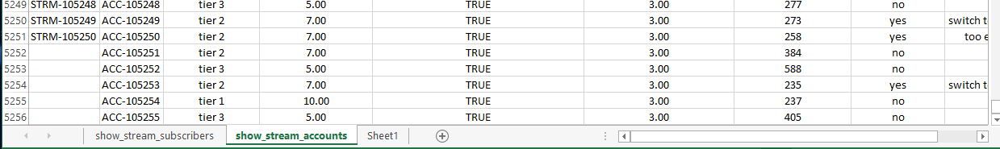 5249 STRM-105248 ACC-105248 tier 3 5.00 TRUE 3.00 277 no
5250 STRM-105249 ACC-105249 tier 2 7.00 TRUE 3.00 273 yes switch to
5251 STRM-105250 ACC-105250 tier 2 7.00 TRUE 3.00 258 yes too e
5252 ACC-105251 tier 2 7.00 TRUE 3.00 384 no
5253 ACC-105252 tier 3 5.00 TRUE 3.00 588 no
5254 ACC-105253 tier 2 7.00 TRUE 3.00 235 yes switch to
5255 ACC-105254 tier 1 10.00 TRUE 3.00 237 no
5256 ACC-105255 tier 3 5.00 TRUE 3.00 405 no
show_stream_subscribers show_stream_accounts Sheet1